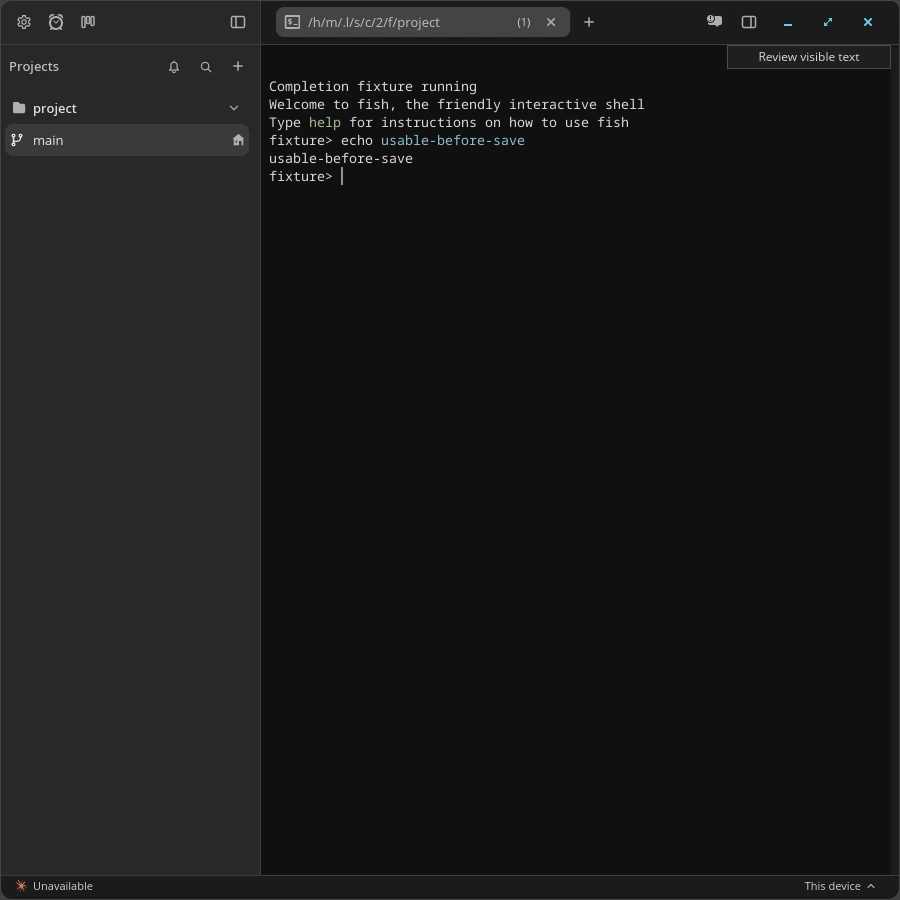 /h/m/.l/s/c/2/f/project (1)
Review visible text
Projects
project
main
Completion fixture running
Welcome to fish, the friendly interactive shell
Type help for instructions on how to use fish
fixture> echo usable-before-save
usable-before-save
fixture>
Unavailable
This device